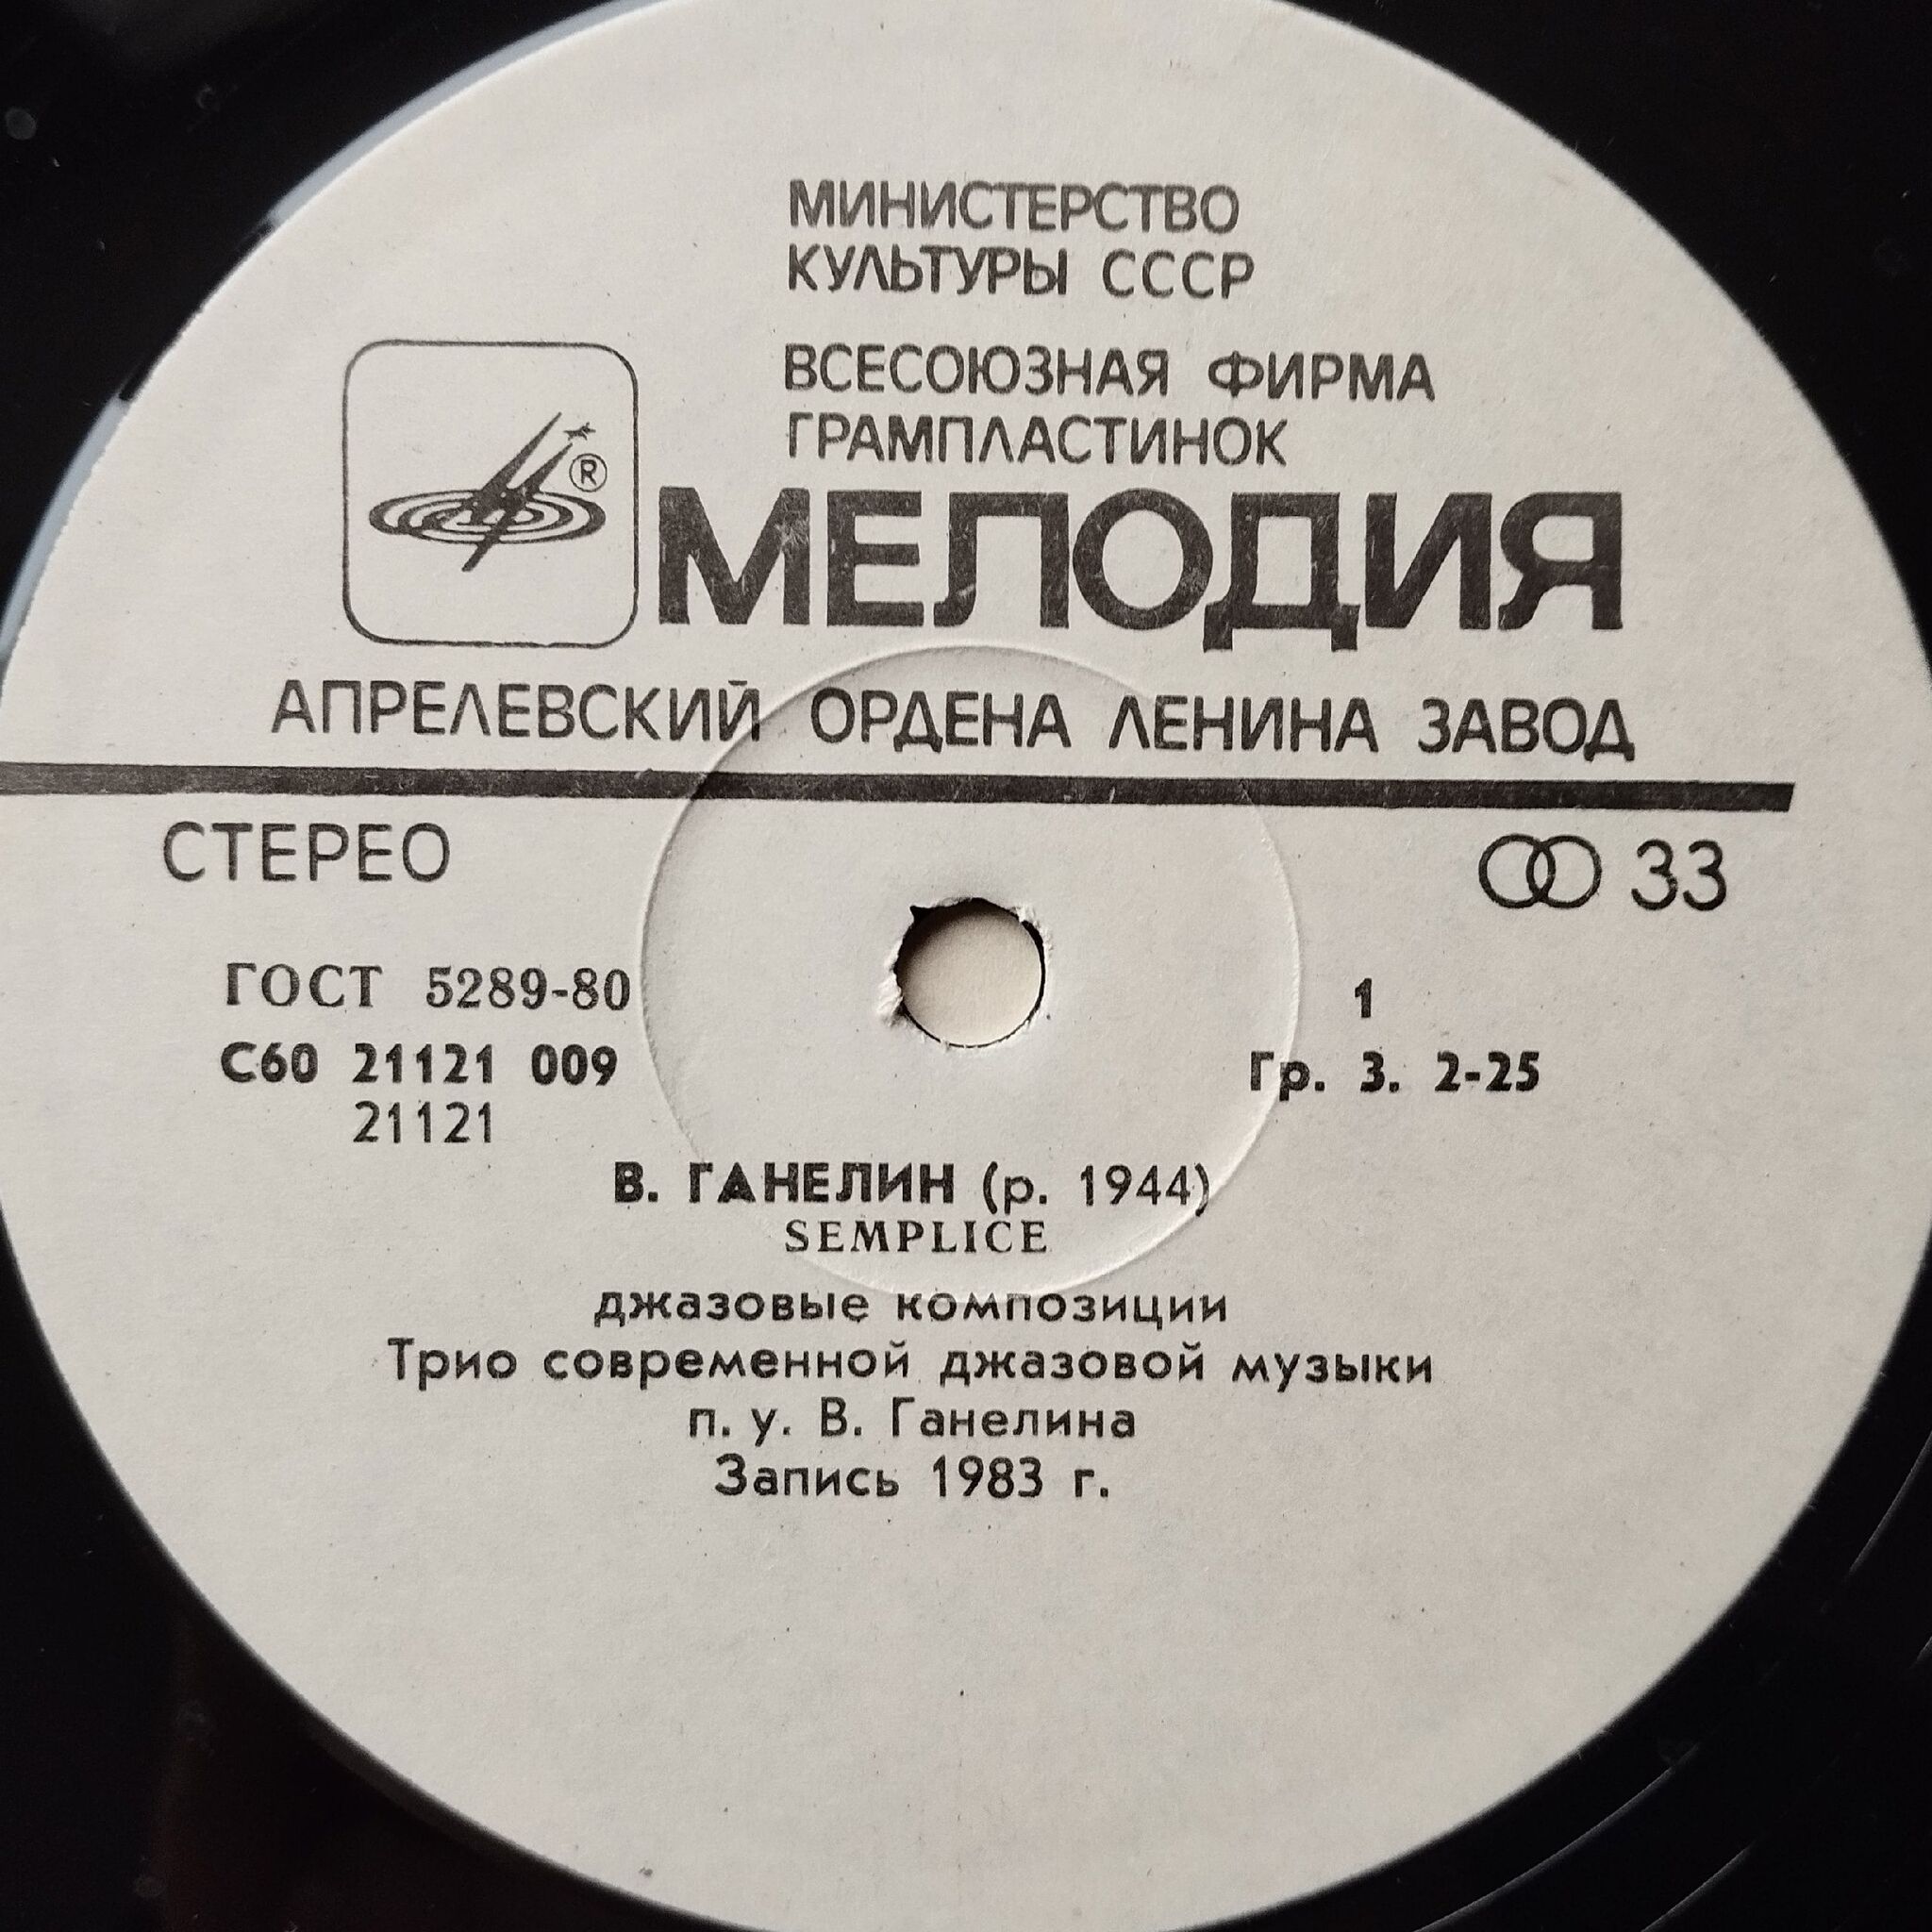 МИНИСТЕРСТВО
КУЛЬТУРЫ СССР
ВСЕСОЮЗНАЯ ФИРМА
ГРАМПЛАСТИНОК
®
МЕЛОДИЯ
АПРЕЛЕВСКИЙ ОРДЕНА ЛЕНИНА ЗАВОД
СТЕРЕО
33
ГОСТ 5289-80
1
С60 21121 009
Гр. 3. 2-25
21121
В. ГАНЕЛИН (р. 1944)
SEMPLICE
джазовые композиции
Трио современной джазовой музыки
п. у. В. Ганелина
Запись 1983 г.